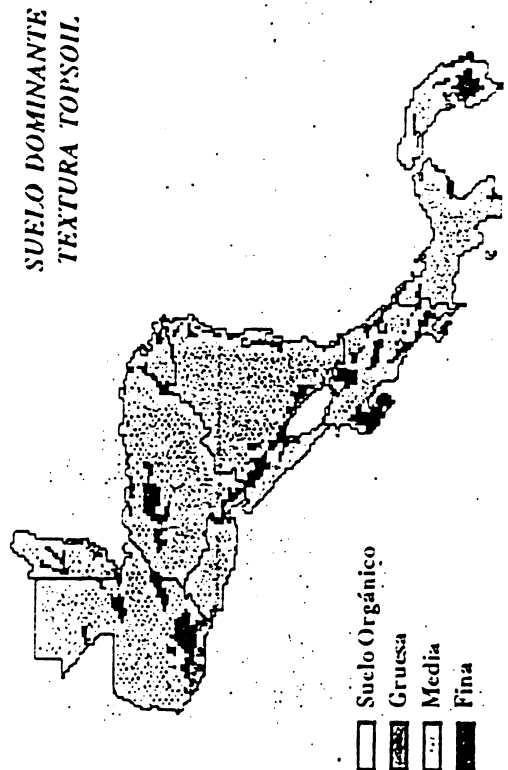 SUELO DOMINANTE
TEXTURA TOPSOIL
Suelo Orgánico
Gruesa
Media
Fina